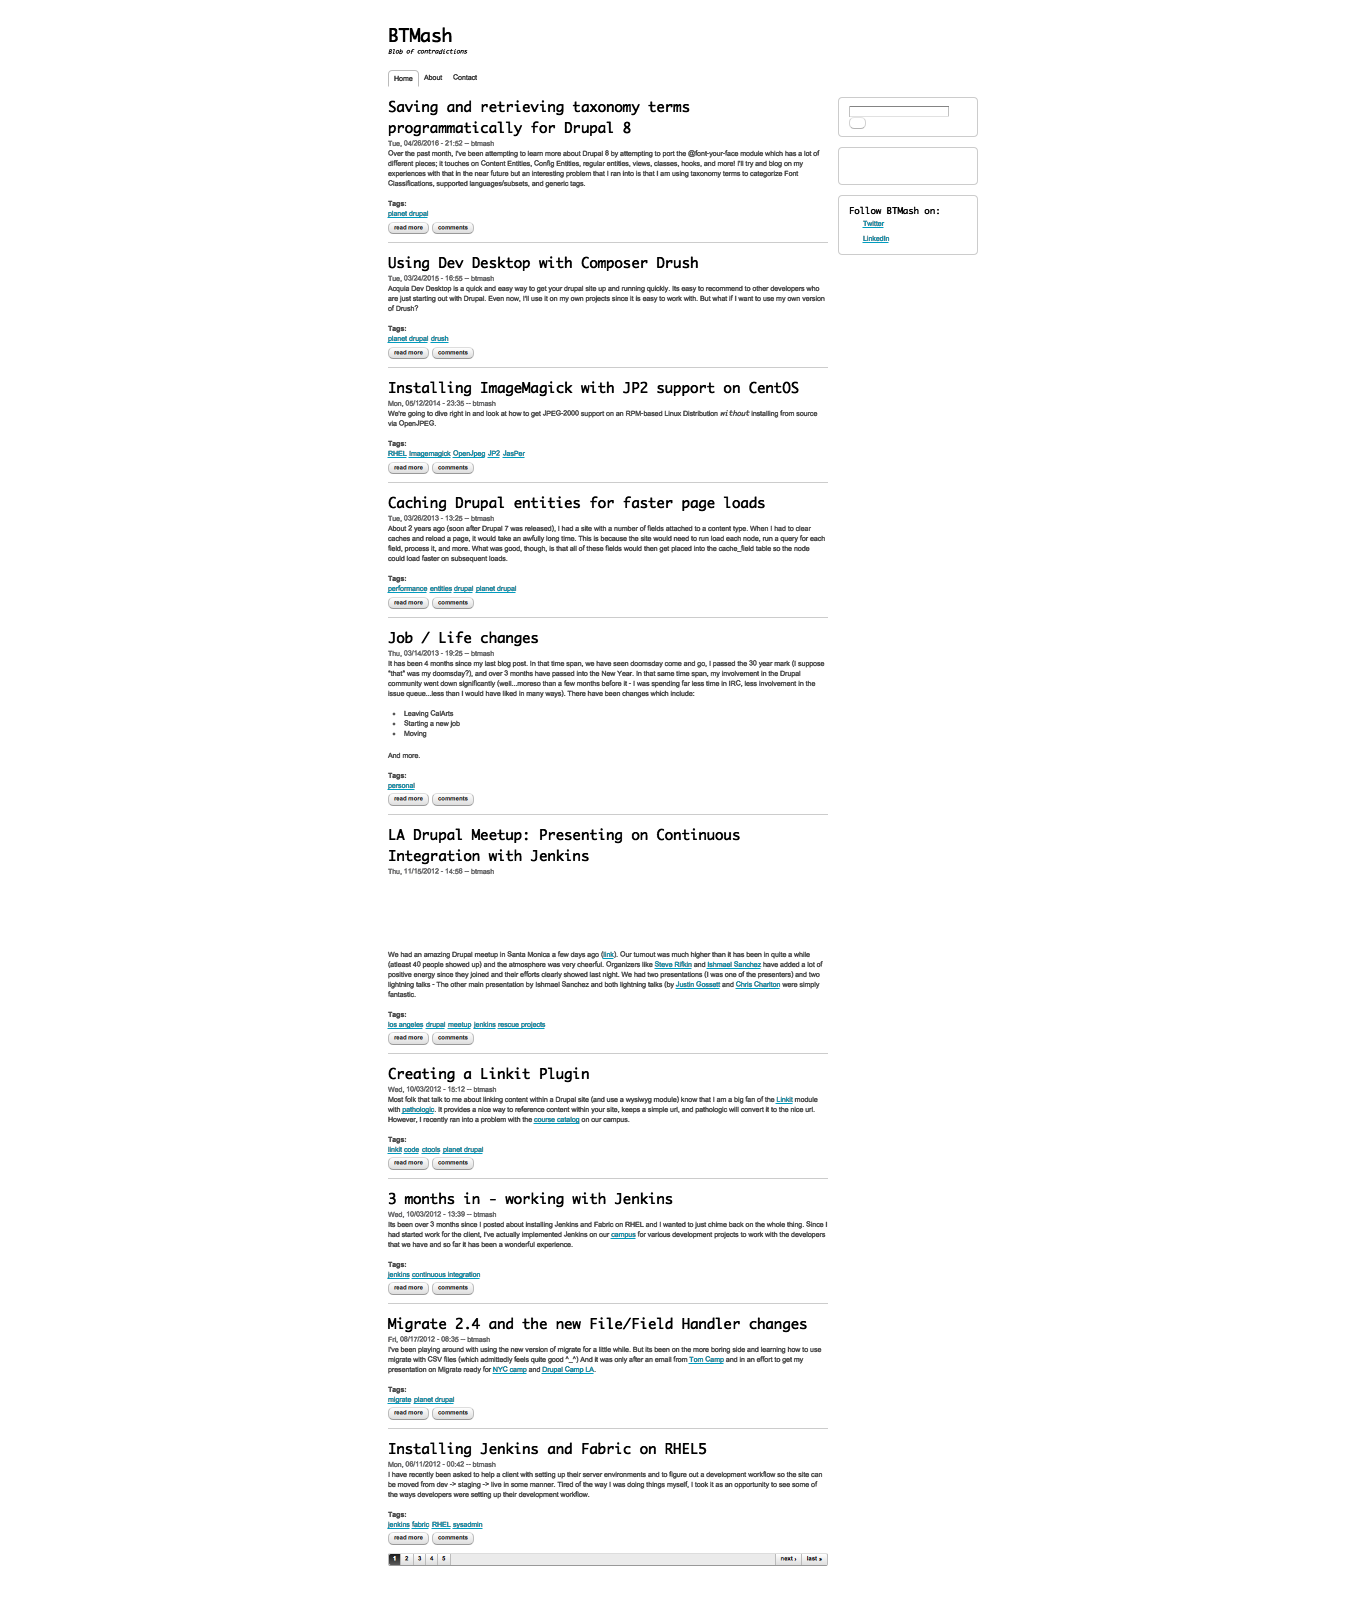 BTMash
Blob of contradictions
Home About Contact
Saving and retrieving taxonomy terms
programmatically for Drupal 8
Tue, 04/26/2016 - 21:52 -- btmash
Over the past month, I've been attempting to learn more about Drupal 8 by attempting to port the @font-your-face module which has a lot of
different pieces; it touches on Content Entities, Config Entities, regular entities, views, classes, hooks, and more! I'll try and blog on my
experiences with that in the near future but an interesting problem that I ran into is that I am using taxonomy terms to categorize Font
Classifications, supported languages/subsets, and generic tags.
Tags:
planet drupal
read more comments
Follow BTMash on:
Twitter
LinkedIn
Using Dev Desktop with Composer Drush
Tue, 03/24/2015 - 16:55 -- btmash
Acquia Dev Desktop is a quick and easy way to get your drupal site up and running quickly. Its easy to recommend to other developers who
are just starting out with Drupal. Even now, I'll use it on my own projects since it is easy to work with. But what if I want to use my own version
of Drush?
Tags:
planet drupal drush
read more comments
Installing ImageMagick with JP2 support on CentOS
Mon, 05/12/2014 - 23:35 -- btmash
We're going to dive right in and look at how to get JPEG-2000 support on an RPM-based Linux Distribution without installing from source
via OpenJPEG.
Tags:
RHEL Imagemagick OpenJpeg JP2 JasPer
read more comments
Caching Drupal entities for faster page loads
Tue, 03/26/2013 - 13:25 -- btmash
About 2 years ago (soon after Drupal 7 was released), I had a site with a number of fields attached to a content type. When I had to clear
caches and reload a page, it would take an awfully long time. This is because the site would need to run load each node, run a query for each
field, process it, and more. What was good, though, is that all of these fields would then get placed into the cache_field table so the node
could load faster on subsequent loads.
Tags:
performance entities drupal planet drupal
read more comments
Job / Life changes
Thu, 03/14/2013 - 19:25 -- btmash
It has been 4 months since my last blog post. In that time span, we have seen doomsday come and go, I passed the 30 year mark (I suppose
*that* was my doomsday?), and over 3 months have passed into the New Year. In that same time span, my involvement in the Drupal
community went down significantly (well...moreso than a few months before it - I was spending far less time in IRC, less involvement in the
issue queue...less than I would have liked in many ways). There have been changes which include:
• Leaving CalArts
• Starting a new job
• Moving
And more.
Tags:
personal
read more comments
LA Drupal Meetup: Presenting on Continuous
Integration with Jenkins
Thu, 11/15/2012 - 14:58 -- btmash
We had an amazing Drupal meetup in Santa Monica a few days ago (link). Our turnout was much higher than it has been in quite a while
(atleast 40 people showed up) and the atmosphere was very cheerful. Organizers like Steve Rifkin and Ishmael Sanchez have added a lot of
positive energy since they joined and their efforts clearly showed last night. We had two presentations (I was one of the presenters) and two
lightning talks - The other main presentation by Ishmael Sanchez and both lightning talks (by Justin Gossett and Chris Charlton were simply
fantastic.
Tags:
los angeles drupal meetup jenkins rescue projects
read more comments
Creating a Linkit Plugin
Wed, 10/03/2012 - 15:12 -- btmash
Most folk that talk to me about linking content within a Drupal site (and use a wysiwyg module) know that I am a big fan of the Linkit module
with pathologic. It provides a nice way to reference content within your site, keeps a simple url, and pathologic will convert it to the nice url.
However, I recently ran into a problem with the course catalog on our campus.
Tags:
linkit code ctools planet drupal
read more comments
3 months in - working with Jenkins
Wed, 10/03/2012 - 13:39 -- btmash
Its been over 3 months since I posted about installing Jenkins and Fabric on RHEL and I wanted to just chime back on the whole thing. Since I
had started work for the client, I've actually implemented Jenkins on our campus for various development projects to work with the developers
that we have and so far it has been a wonderful experience.
Tags:
jenkins continuous integration
read more comments
Migrate 2.4 and the new File/Field Handler changes
Fri, 08/17/2012 - 08:35 -- btmash
I've been playing around with using the new version of migrate for a little while. But its been on the more boring side and learning how to use
migrate with CSV files (which admittedly feels quite good ^_^) And it was only after an email from Tom Camp and in an effort to get my
presentation on Migrate ready for NYC camp and Drupal Camp LA.
Tags:
migrate planet drupal
read more comments
Installing Jenkins and Fabric on RHEL5
Mon, 06/11/2012 - 00:42 -- btmash
I have recently been asked to help a client with setting up their server environments and to figure out a development workflow so the site can
be moved from dev -> staging -> live in some manner. Tired of the way I was doing things myself, I took it as an opportunity to see some of
the ways developers were setting up their development workflow.
Tags:
jenkins fabric RHEL sysadmin
read more comments
1 2 3 4 5 next › last »